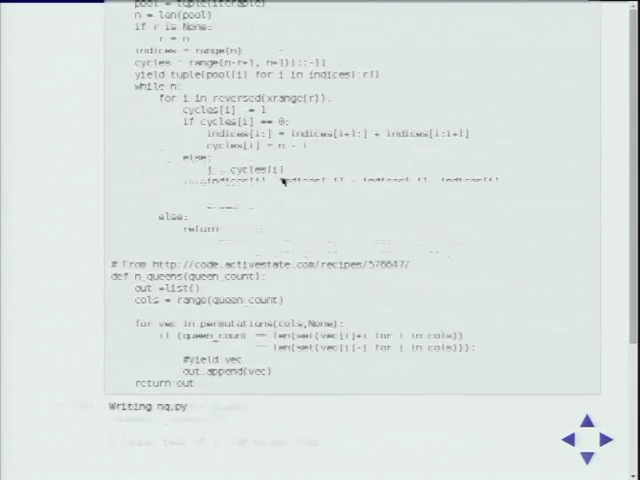 pool = tuple(iterable)
n = len(pool)
if r is None:
r = n
indices = range(n)
cycles = range(n-r+1, n+1)[::-1]
yield tuple(pool[i] for i in indices[:r])
while n:
for i in reversed(xrange(r)):
cycles[i] -= 1
if cycles[i] == 0:
indices[i:] = indices[i+1:] + indices[i:i+1]
cycles[i] = n - i
else:
j cycles[i]
else:
return
# From http://code.activestate.com/recipes/576647/
def n_queens(queen_count):
out =list()
cols = range(queen_count)
for vec in permutations(cols,None):
if (queen_count == len(set(vec[i]+i for i in cols))
== len(set(vec[i]-i for i in cols))):
#yield vec
out.append(vec)
return out
Writing nq.py